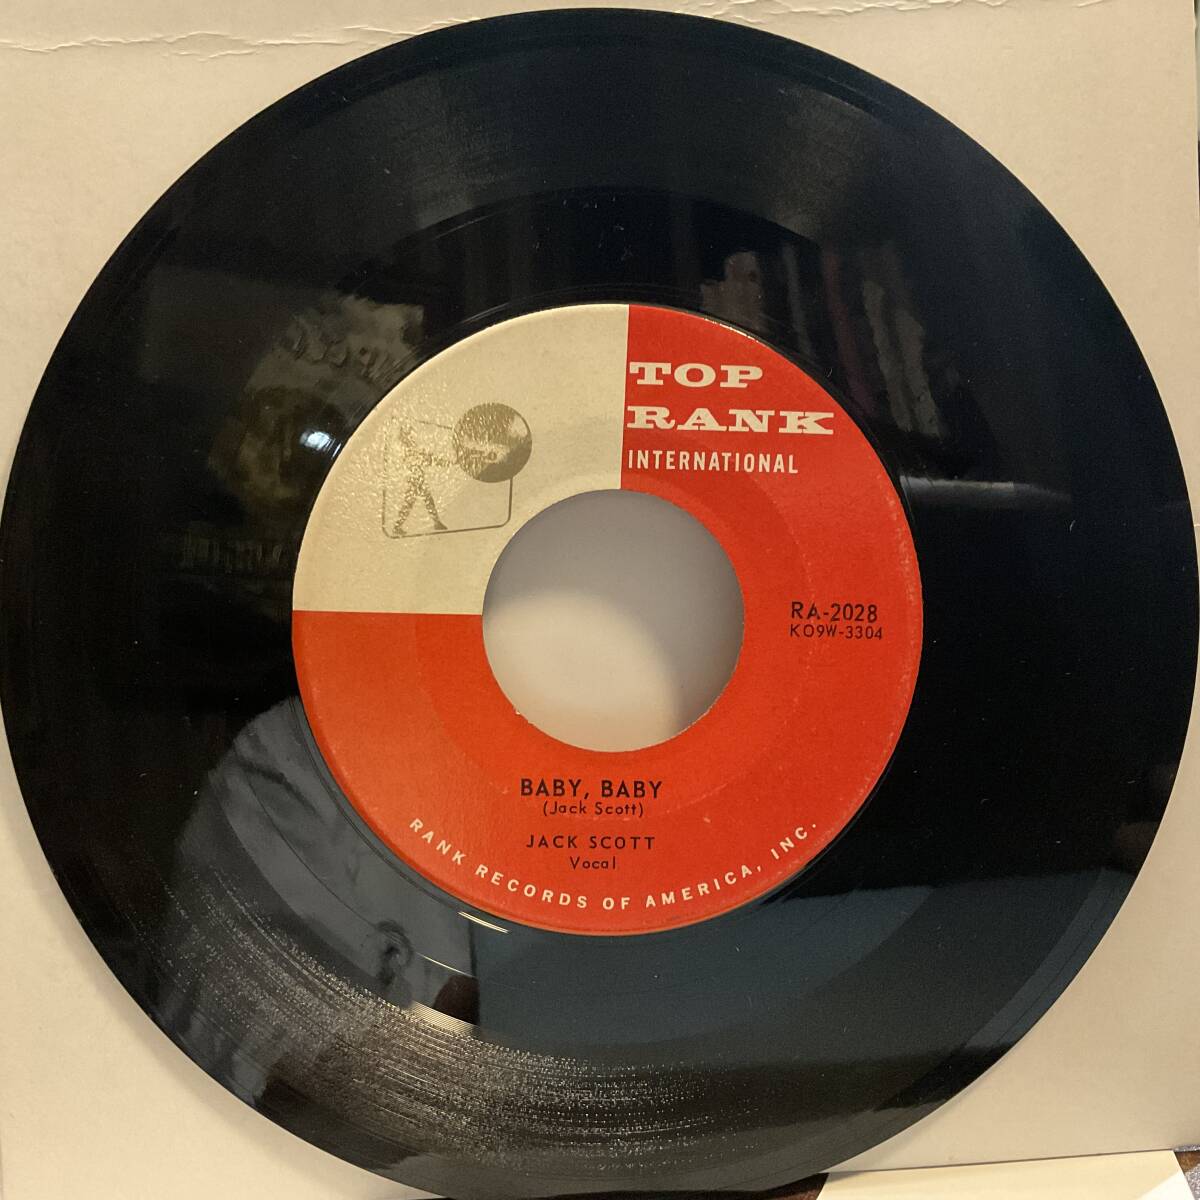 TOP
RANK
INTERNATIONAL
RA-2028
KO9W-3304
BABY, BABY
(Jack Scott)
JACK SCOTT
Vocal
RANK RECORDS OF AMERICA, INC.